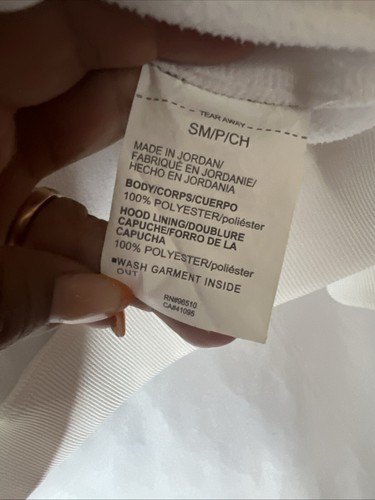 TEAR AWAY
SM/P/CH
MADE IN JORDAN/
FABRIQUÉ EN JORDANIE/
HECHO EN JORDANIA
BODY/CORPS/CUERPO
100% POLYESTER/poliéster
HOOD LINING/DOUBLURE
CAPUCHE/FORRO DE LA
CAPUCHA
100% POLYESTER/poliéster
■WASH GARMENT INSIDE
OUT
RN#96510
CA#41095